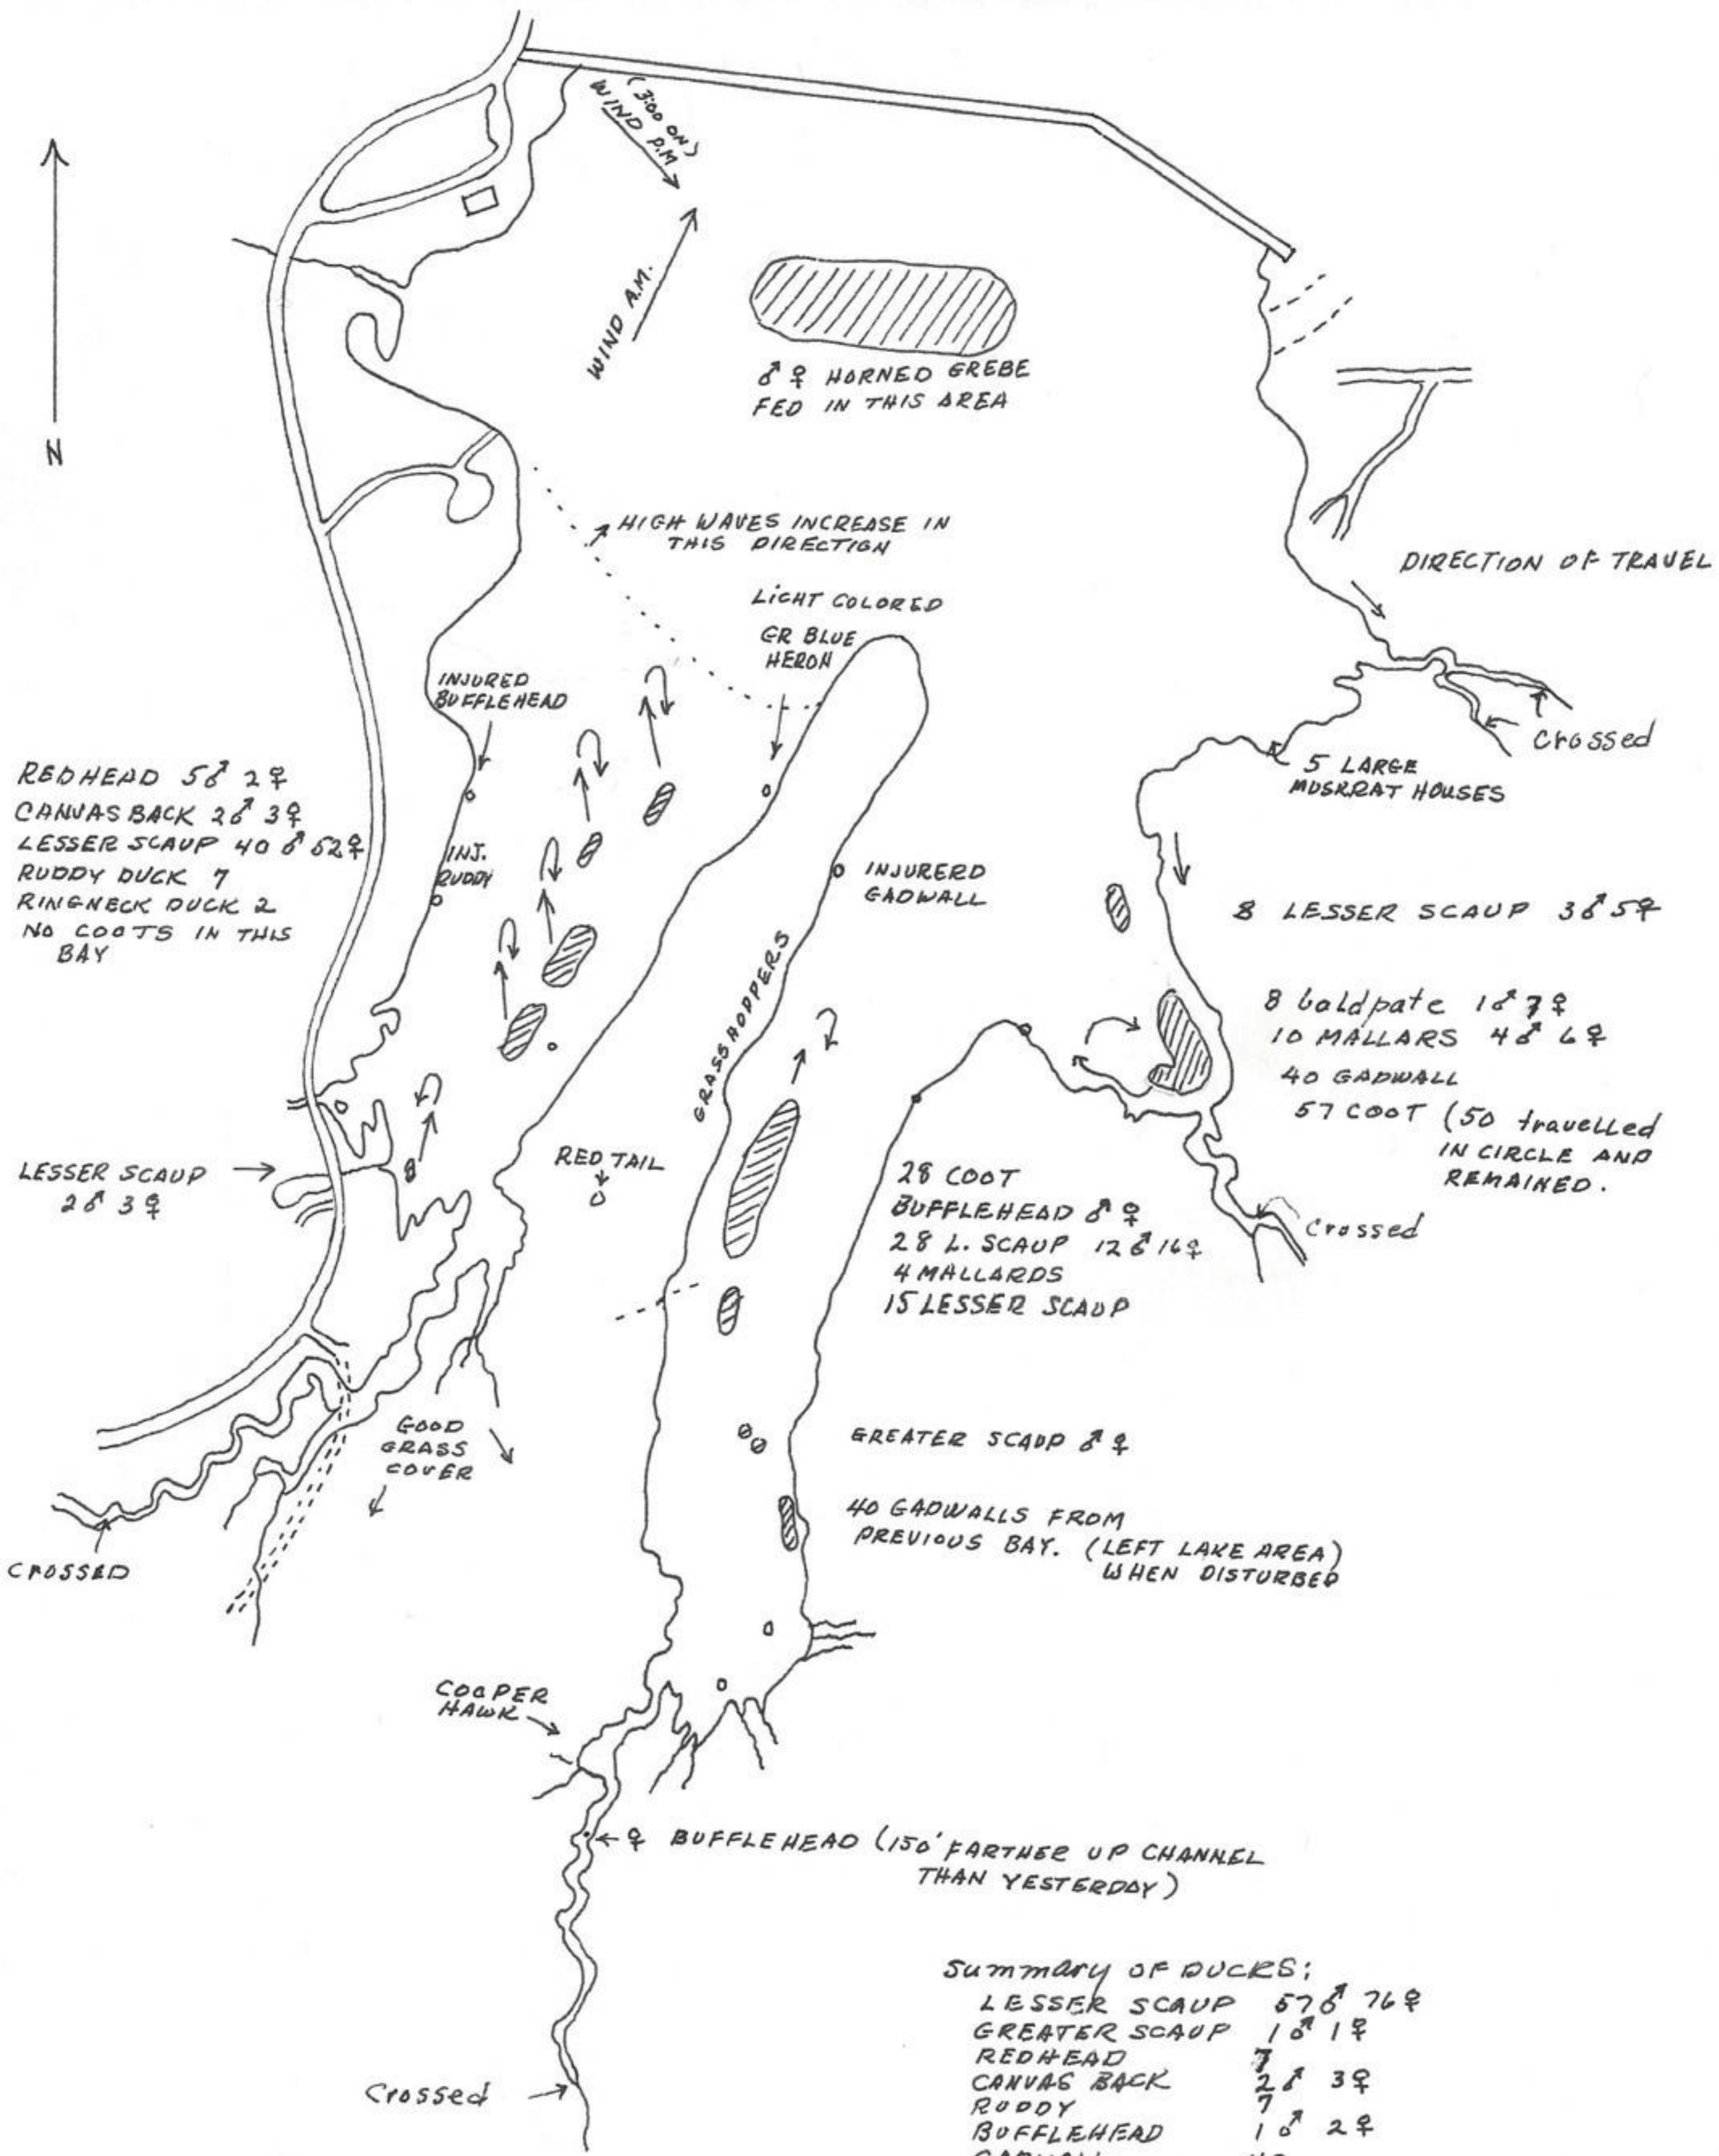 (3:00 ON)
WIND P.M
WIND A.M.
N
♂ ♀ HORNED GREBE
FED IN THIS AREA
HIGH WAVES INCREASE IN
THIS DIRECTION
DIRECTION OF TRAVEL
LIGHT COLORED
GR BLUE
HERON
INJURED
BUFFLEHEAD
crossed
5 LARGE
MUSKRAT HOUSES
REDHEAD 5♂ 2♀
CANVAS BACK 2♂ 3♀
LESSER SCAUP 40♂ 52♀
RUDDY DUCK 7
RINGNECK DUCK 2
NO COOTS IN THIS
BAY
INJ.
RUDDY
INJURERD
GADWALL
8 LESSER SCAUP 3♂ 5♀
GRASSHOPPERS
8 baldpate 1♂ 7♀
10 MALLARS 4♂ 6♀
40 GADWALL
57 COOT (50 travelled
IN CIRCLE AND
REMAINED.
LESSER SCAUP
2♂ 3♀
RED TAIL
28 COOT
BUFFLEHEAD ♂ ♀
28 L. SCAUP 12♂ 16♀
4 MALLARDS
15 LESSER SCAUP
Crossed
GOOD
GRASS
COVER
GREATER SCAUP ♂ ♀
40 GADWALLS FROM
PREVIOUS BAY. (LEFT LAKE AREA)
WHEN DISTURBED
CROSSED
COOPER
HAWK
♀ BUFFLEHEAD (150' FARTHER UP CHANNEL
THAN YESTERDAY)
Crossed
Summary OF DUCKS:
LESSER SCAUP 57♂ 76♀
GREATER SCAUP 1♂ 1♀
REDHEAD 7
CANVAS BACK 2♂ 3♀
RUDDY 7
BUFFLEHEAD 1♂ 2♀